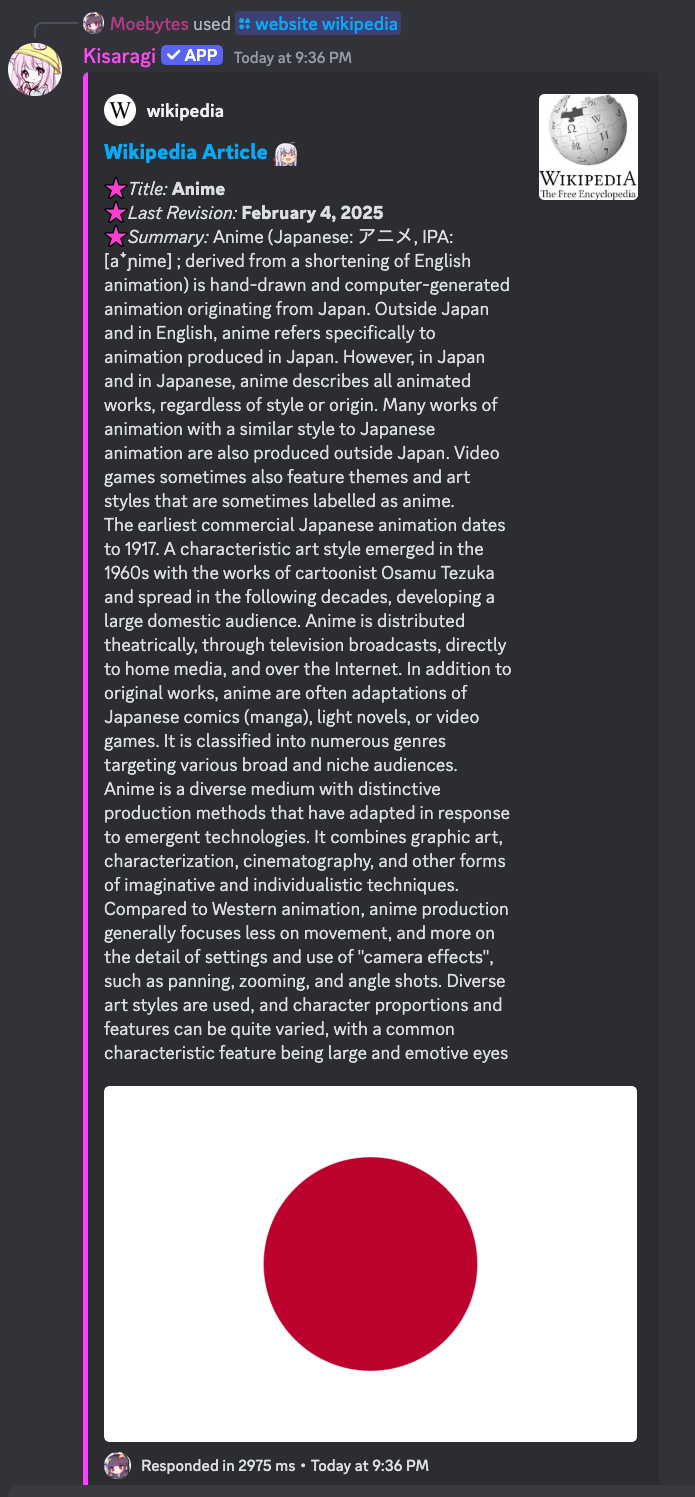 Moebytes used website wikipedia
Kisaragi APP Today at 9:36 PM
W wikipedia
Wikipedia Article
WIKIPEDIA
The Free Encyclopedia
Title: Anime
Last Revision: February 4, 2025
Summary: Anime (Japanese: アニメ, IPA:
[aꜜɲime] ; derived from a shortening of English
animation) is hand-drawn and computer-generated
animation originating from Japan. Outside Japan
and in English, anime refers specifically to
animation produced in Japan. However, in Japan
and in Japanese, anime describes all animated
works, regardless of style or origin. Many works of
animation with a similar style to Japanese
animation are also produced outside Japan. Video
games sometimes also feature themes and art
styles that are sometimes labelled as anime.
The earliest commercial Japanese animation dates
to 1917. A characteristic art style emerged in the
1960s with the works of cartoonist Osamu Tezuka
and spread in the following decades, developing a
large domestic audience. Anime is distributed
theatrically, through television broadcasts, directly
to home media, and over the Internet. In addition to
original works, anime are often adaptations of
Japanese comics (manga), light novels, or video
games. It is classified into numerous genres
targeting various broad and niche audiences.
Anime is a diverse medium with distinctive
production methods that have adapted in response
to emergent technologies. It combines graphic art,
characterization, cinematography, and other forms
of imaginative and individualistic techniques.
Compared to Western animation, anime production
generally focuses less on movement, and more on
the detail of settings and use of "camera effects",
such as panning, zooming, and angle shots. Diverse
art styles are used, and character proportions and
features can be quite varied, with a common
characteristic feature being large and emotive eyes
Responded in 2975 ms • Today at 9:36 PM